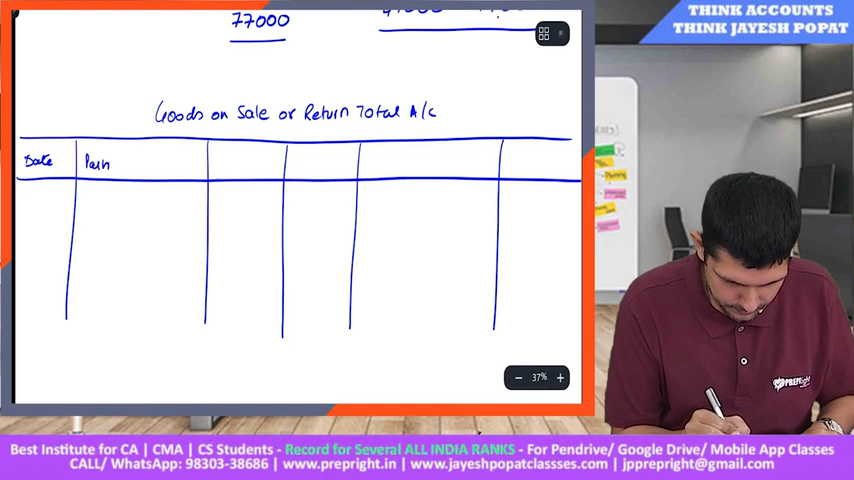 THINK ACCOUNTS
THINK JAYESH POPAT
77000
Goods on Sale or Return Total A/c
Date Parn
37%
PREPRight
Best Institute for CA | CMA | CS Students - Record for Several ALL INDIA RANKS - For Pendrive/ Google Drive/ Mobile App Classes
CALL/ WhatsApp: 98303-38686 | www.prepright.in | www.jayeshpopatclassses.com | jpprepright@gmail.com